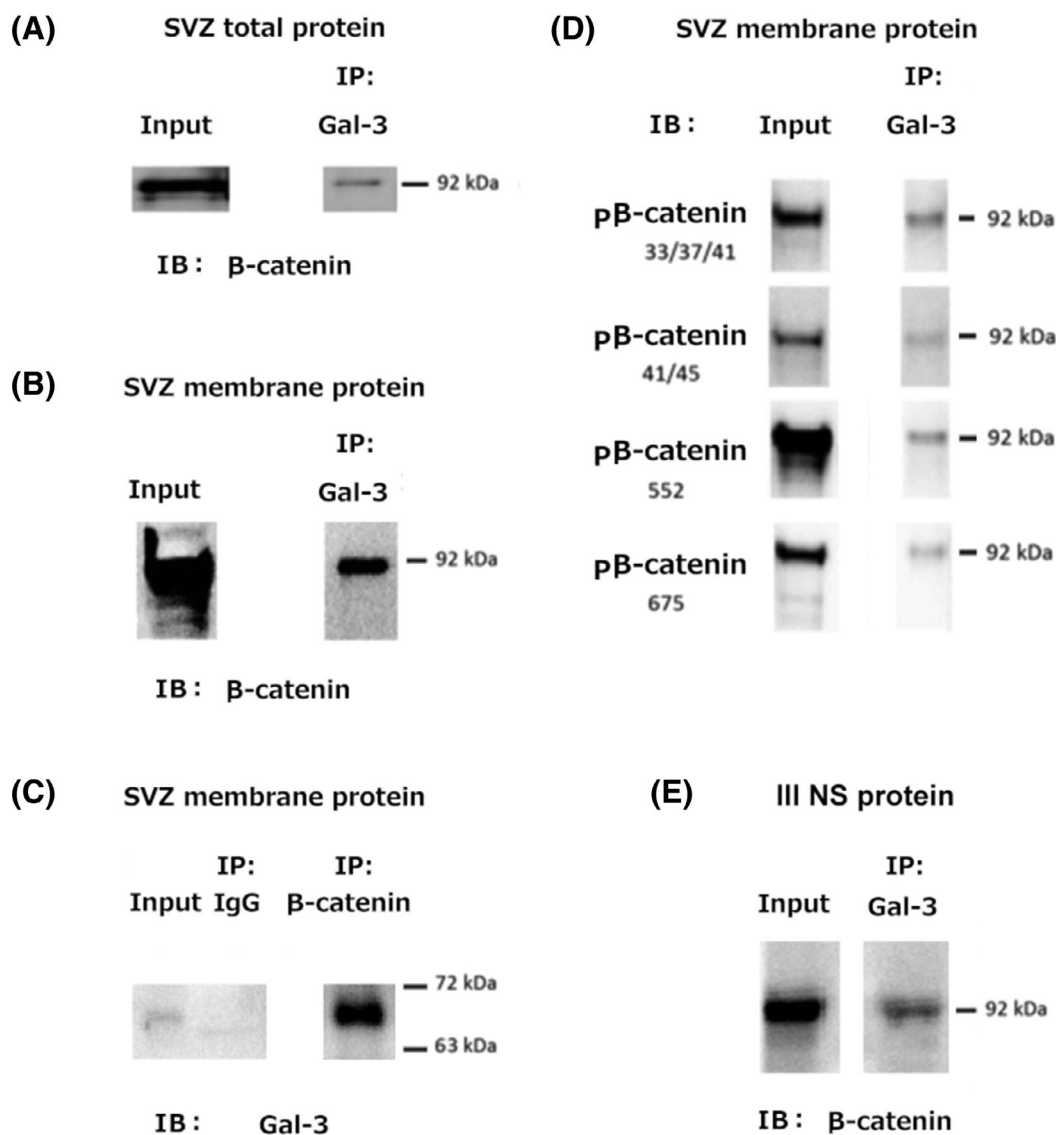 (A) SVZ total protein
IP:
Input Gal-3
92 kDa
IB : β-catenin
(B) SVZ membrane protein
IP:
Input Gal-3
92 kDa
IB : β-catenin
(C) SVZ membrane protein
IP: IP:
Input IgG β-catenin
72 kDa
63 kDa
IB : Gal-3
(D) SVZ membrane protein
IP:
IB : Input Gal-3
pβ-catenin 92 kDa
33/37/41
pβ-catenin 92 kDa
41/45
pβ-catenin 92 kDa
552
pβ-catenin 92 kDa
675
(E) III NS protein
IP:
Input Gal-3
92 kDa
IB : β-catenin